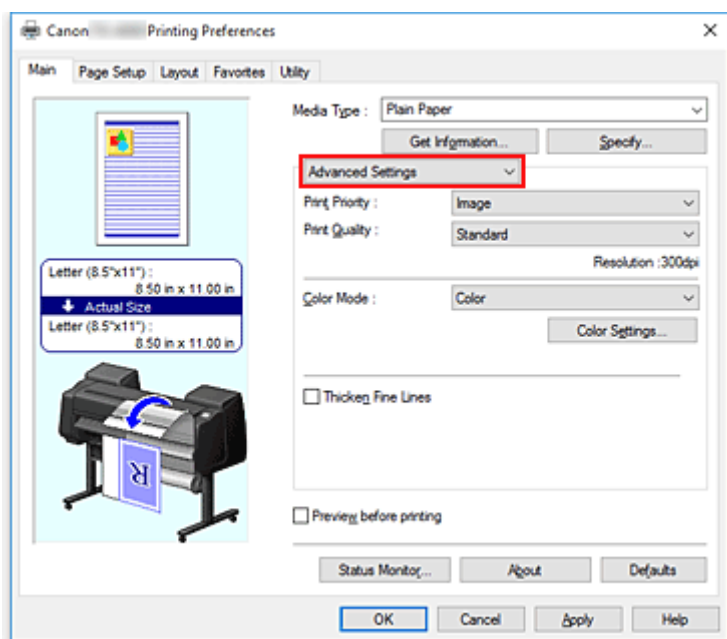 Canon Printing Preferences
Main Page Setup Layout Favorites Utility
Media Type : Plain Paper
Get Information... Specify...
Advanced Settings
Print Priority : Image
Print Quality : Standard
Resolution :300dpi
Letter (8.5"x11") :
8.50 in x 11.00 in
Actual Size
Letter (8.5"x11") :
8.50 in x 11.00 in
Color Mode : Color
Color Settings...
Thicken Fine Lines
R
Preview before printing
Status Monitor... About Defaults
OK Cancel Apply Help